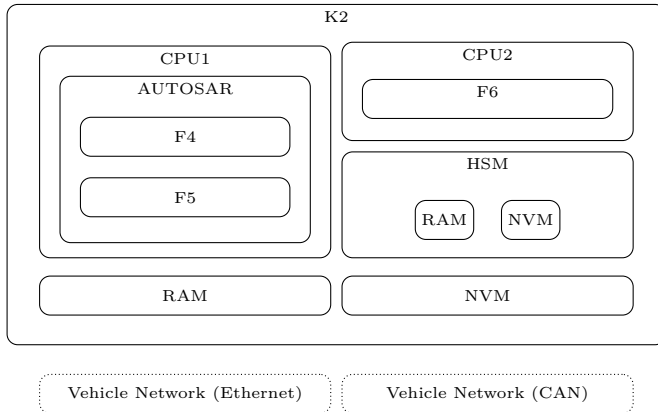 K2
CPU1
AUTOSAR
F4
F5
CPU2
F6
HSM
RAM
NVM
RAM
NVM
Vehicle Network (Ethernet)
Vehicle Network (CAN)